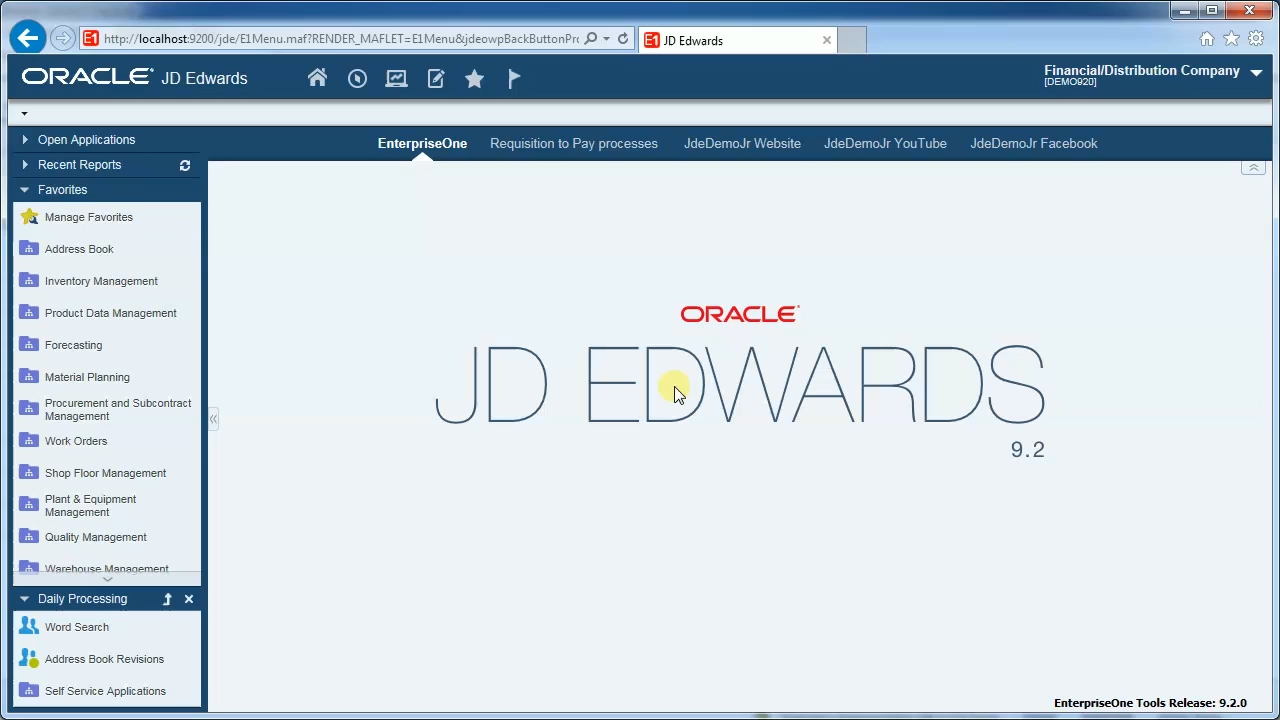 http://localhost:9200/jde/E1Menu.maf?RENDER_MAFLET=E1Menu&jdeowpBackButtonPr
E1 JD Edwards
ORACLE JD Edwards
Financial/Distribution Company
[DEMO920]
Open Applications
Recent Reports
Favorites
Manage Favorites
Address Book
Inventory Management
Product Data Management
Forecasting
Material Planning
Procurement and Subcontract
Management
Work Orders
Shop Floor Management
Plant & Equipment
Management
Quality Management
Warehouse Management
Daily Processing
Word Search
Address Book Revisions
Self Service Applications
EnterpriseOne
Requisition to Pay processes
JdeDemoJr Website
JdeDemoJr YouTube
JdeDemoJr Facebook
ORACLE
JD EDWARDS
9.2
EnterpriseOne Tools Release: 9.2.0